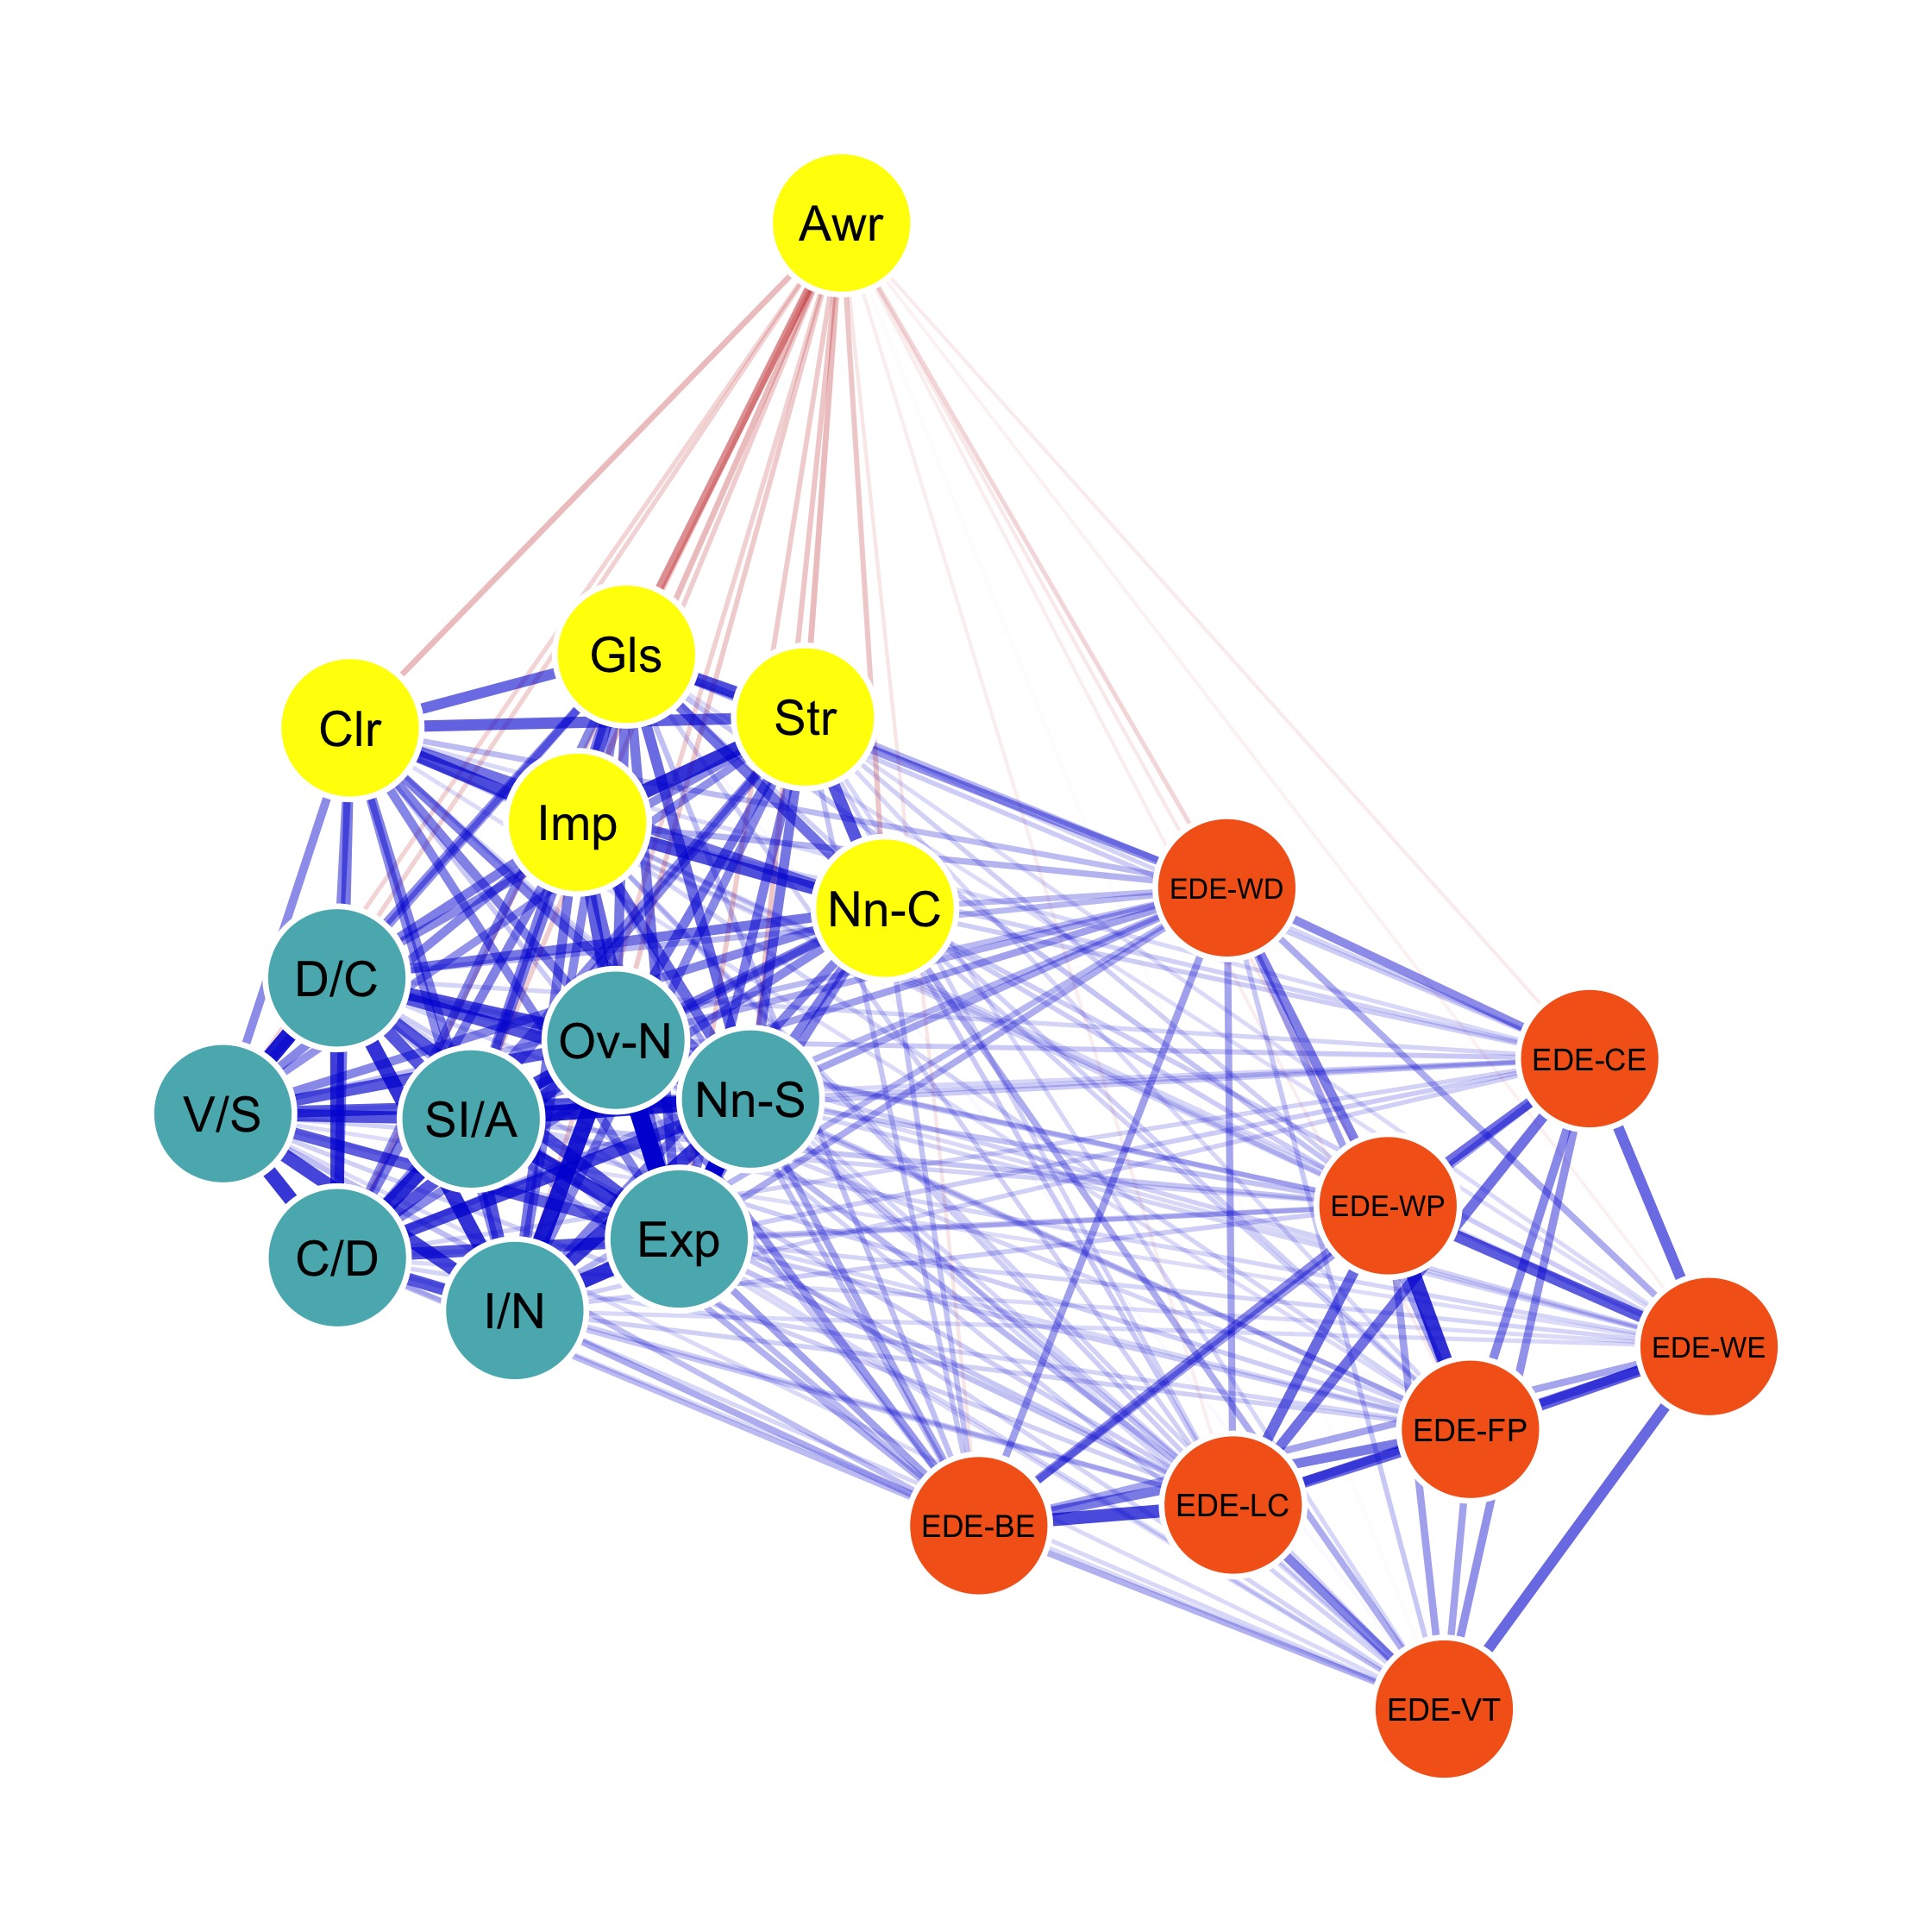 Awr
Gls
Clr
Str
Imp
Nn-C
EDE-WD
D/C
Ov-N
EDE-CE
Nn-S
V/S
SI/A
EDE-WP
Exp
C/D
I/N
EDE-WE
EDE-FP
EDE-LC
EDE-BE
EDE-VT